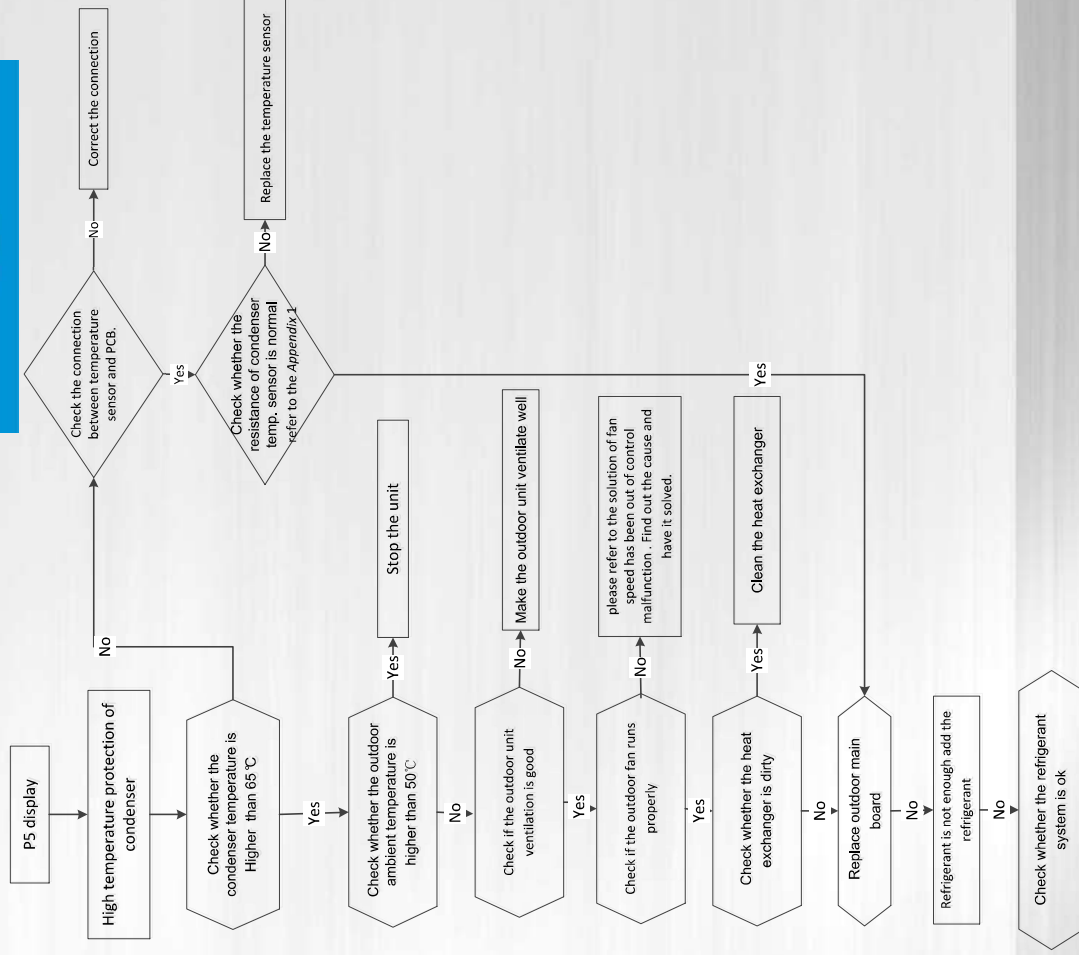 P5 display
High temperature protection of
condenser
Check whether the
condenser temperature is
Higher than 65 ℃
No
Check the connection
between temperature
sensor and PCB.
No
Correct the connection
Yes
Check whether the
resistance of condenser
temp. sensor is normal
refer to the Appendix 1
No
Replace the temperature sensor
Yes
Yes
Check whether the outdoor
ambient temperature is
higher than 50℃
Yes
Stop the unit
No
Check if the outdoor unit
ventilation is good
No
Make the outdoor unit ventilate well
Yes
Check if the outdoor fan runs
properly
No
please refer to the solution of fan
speed has been out of control
malfunction . Find out the cause and
have it solved.
Yes
Check whether the heat
exchanger is dirty
Yes
Clean the heat exchanger
No
Replace outdoor main
board
No
Refrigerant is not enough add the
refrigerant
No
Check whether the refrigerant
system is ok